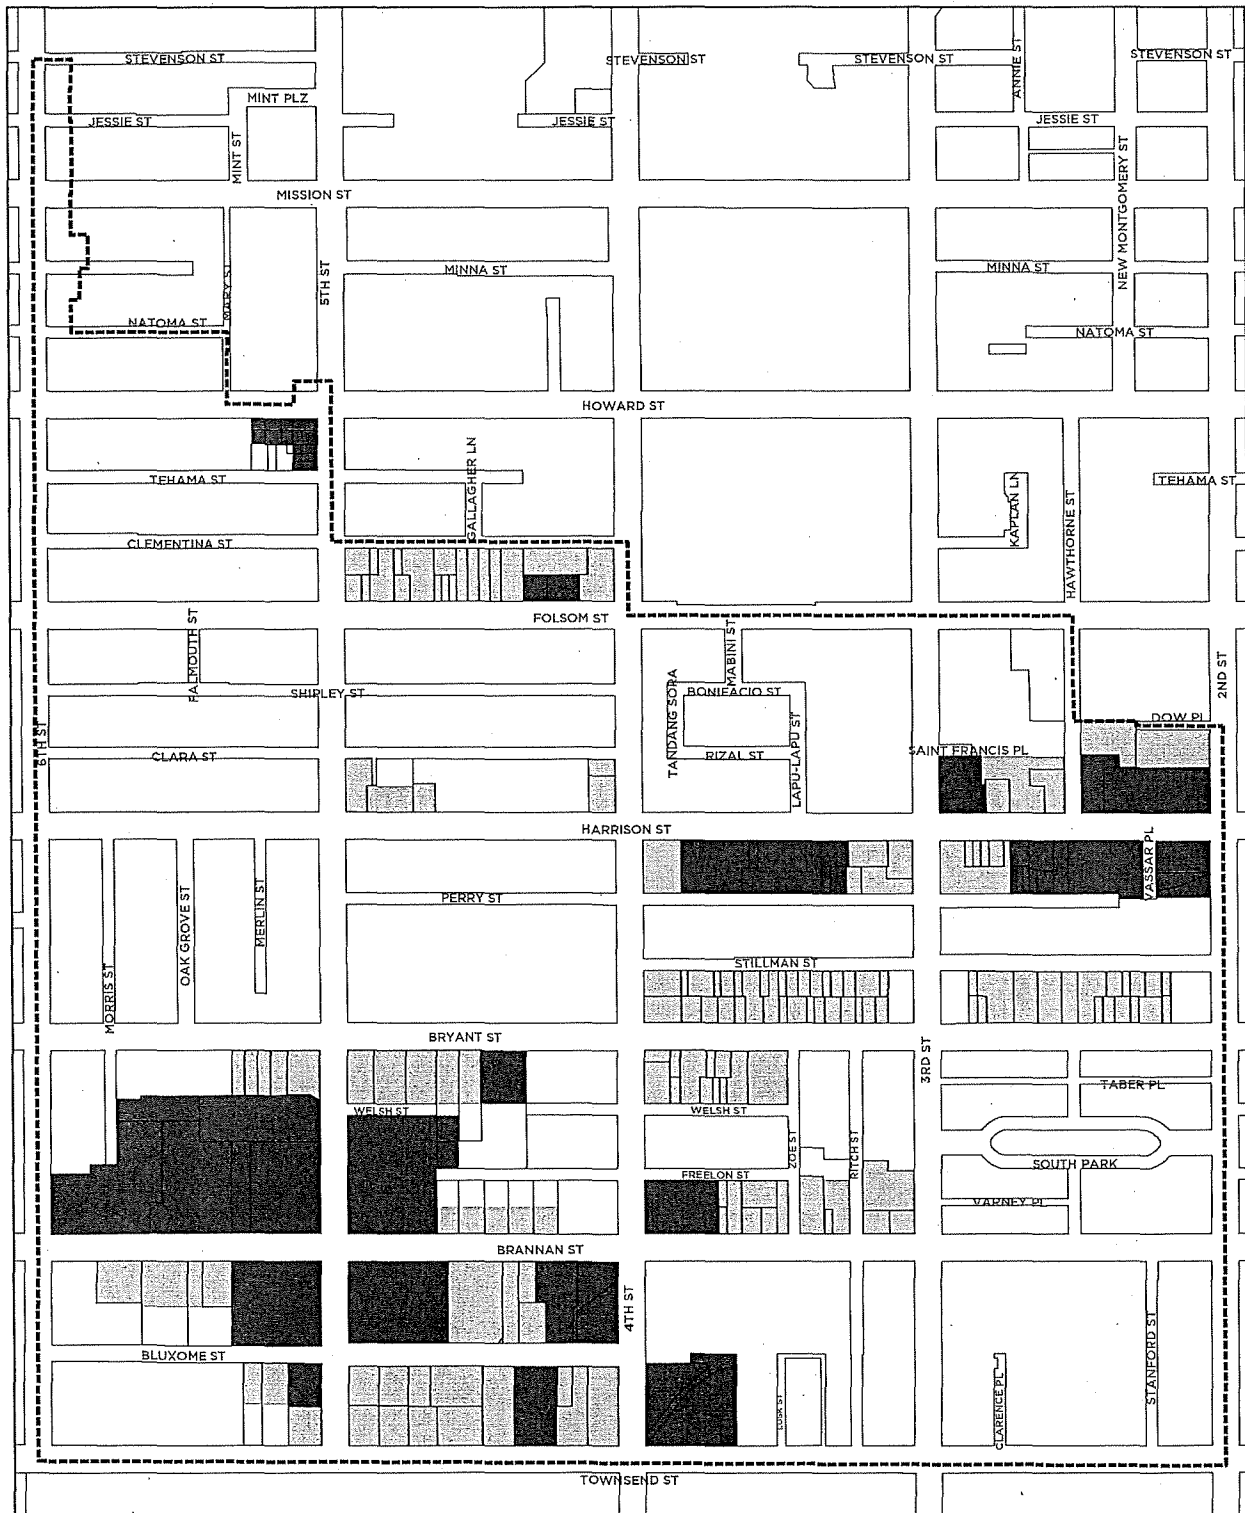 STEVENSON ST
STEVENSON ST
STEVENSON ST
ANNIE ST
STEVENSON ST
MINT PLZ
JESSIE ST
JESSIE ST
JESSIE ST
MINT ST
NEW MONTGOMERY ST
MISSION ST
MINNA ST
MINNA ST
MARY ST
5TH ST
NATOMA ST
NATOMA ST
HOWARD ST
TEHAMA ST
GALLAGHER LN
KAPLAN LN
HAWTHORNE ST
TEHAMA ST
CLEMENTINA ST
FOLSOM ST
FALMOUTH ST
MABINI ST
2ND ST
SHIPLEY ST
TANDANG SORA
BONIFACIO ST
LAPU-LAPU ST
DOW PL
6TH ST
CLARA ST
RIZAL ST
SAINT FRANCIS PL
HARRISON ST
VASSAR PL
PERRY ST
OAK GROVE ST
MERLIN ST
STILLMAN ST
MORRIS ST
BRYANT ST
3RD ST
TABER PL
WELSH ST
WELSH ST
ZOE ST
RITCH ST
SOUTH PARK
FREELON ST
VARNEY PL
BRANNAN ST
4TH ST
BLUXOME ST
STANFORD ST
LUSK ST
CLARENCE PL
TOWNSEND ST